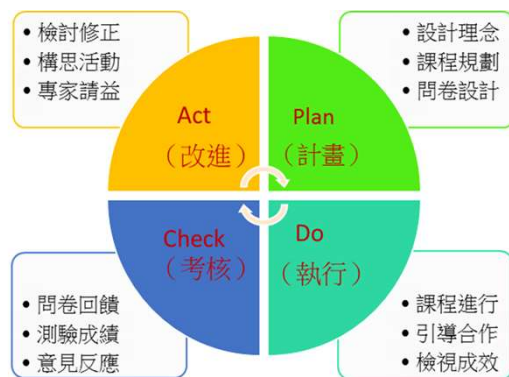 • 檢討修正
• 構思活動
• 專家請益
Act
（改進）
Plan
（計畫）
• 設計理念
• 課程規劃
• 問卷設計
Check
（考核）
Do
（執行）
• 問卷回饋
• 測驗成績
• 意見反應
• 課程進行
• 引導合作
• 檢視成效